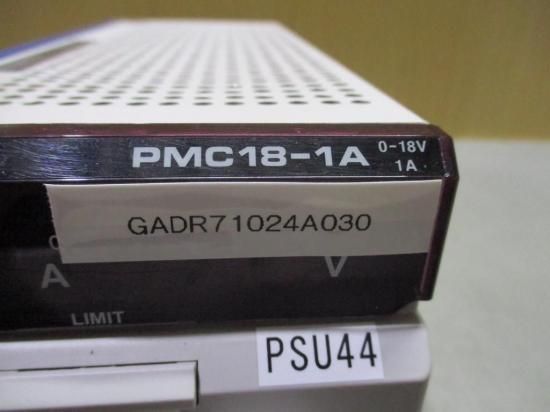 PMC18-1A 0-18V
1A
GADR71024A030
A V
LIMIT
PSU44